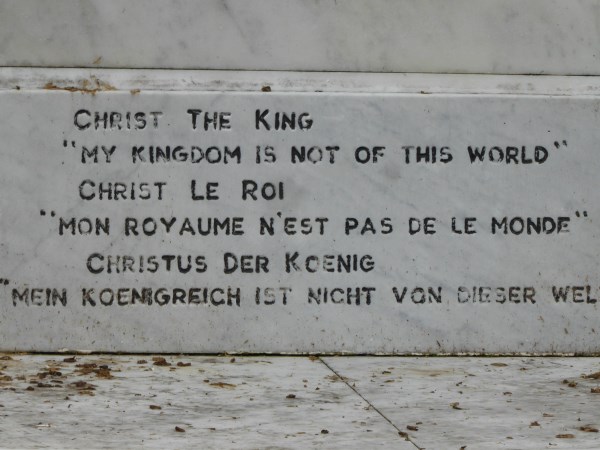 CHRIST THE KING
"MY KINGDOM IS NOT OF THIS WORLD"
CHRIST LE ROI
"MON ROYAUME N'EST PAS DE LE MONDE"
CHRISTUS DER KOENIG
"MEIN KOENIGREICH IST NICHT VON DIESER WEL